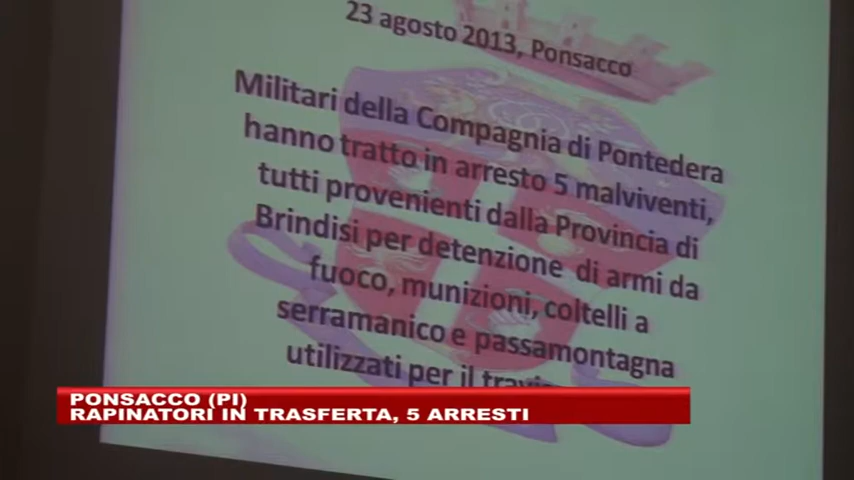 23 agosto 2013, Ponsacco
Militari della Compagnia di Pontedera
hanno tratto in arresto 5 malviventi,
tutti provenienti dalla Provincia di
Brindisi per detenzione di armi da
fuoco, munizioni, coltelli a
serramanico e passamontagna
utilizzati per il
PONSACCO (PI)
RAPINATORI IN TRASFERTA, 5 ARRESTI